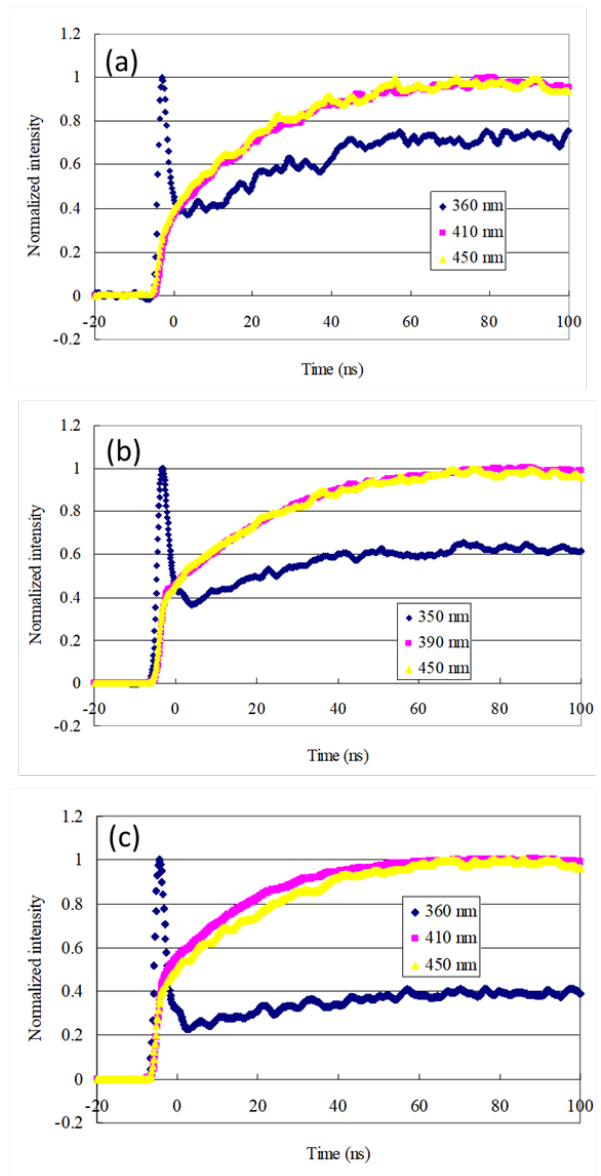 (a)
1.2
1
0.8
0.6
0.4
0.2
0
-0.2
-20 0 20 40 60 80 100
Normalized intensity
Time (ns)
360 nm
410 nm
450 nm
(b)
1.2
1
0.8
0.6
0.4
0.2
0
-0.2
-20 0 20 40 60 80 100
Normalized intensity
Time (ns)
350 nm
390 nm
450 nm
(c)
1.2
1
0.8
0.6
0.4
0.2
0
-0.2
-20 0 20 40 60 80 100
Normalized intensity
Time (ns)
360 nm
410 nm
450 nm